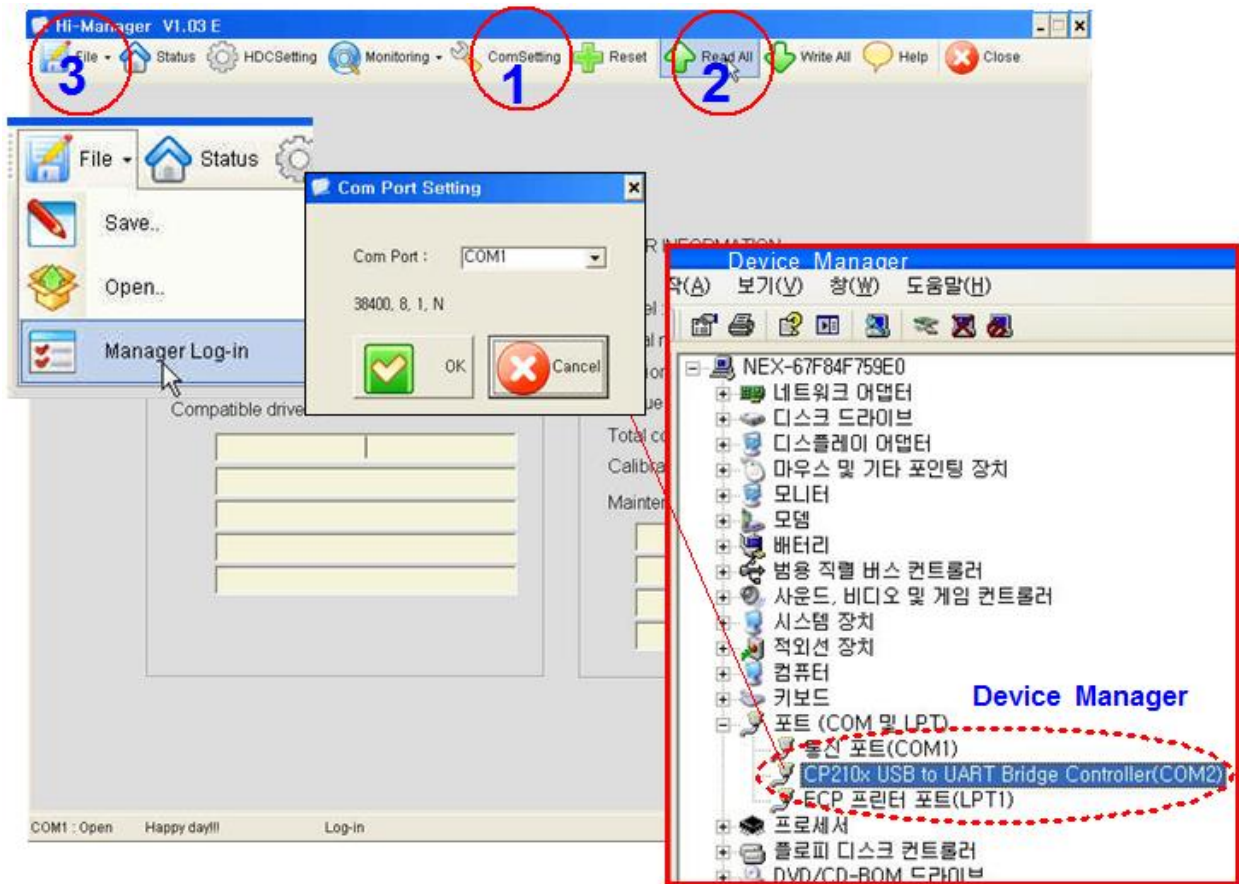 Hi-Manager V1.03 E
File Status HDCSetting Monitoring ComSetting Reset Read All Write All Help Close
3
1
2
File Status
Save..
Open..
Manager Log-in
Com Port Setting
Com Port : COM1
38400, 8, 1, N
OK Cancel
Compatible drive
INFORMATION
Total co
Calibra
Mainten
Device Manager
(A) 보기(V) 창(W) 도움말(H)
NEX-67F84F759E0
네트워크 어댑터
디스크 드라이브
디스플레이 어댑터
마우스 및 기타 포인팅 장치
모니터
모뎀
배터리
범용 직렬 버스 컨트롤러
사운드, 비디오 및 게임 컨트롤러
시스템 장치
적외선 장치
컴퓨터
키보드
Device Manager
포트 (COM 및 LPT)
통신 포트(COM1)
CP210x USB to UART Bridge Controller(COM2)
ECP 프린터 포트(LPT1)
프로세서
플로피 디스크 컨트롤러
DVD/CD-ROM 드라이브
COM1 : Open Happy day!!! Log-in